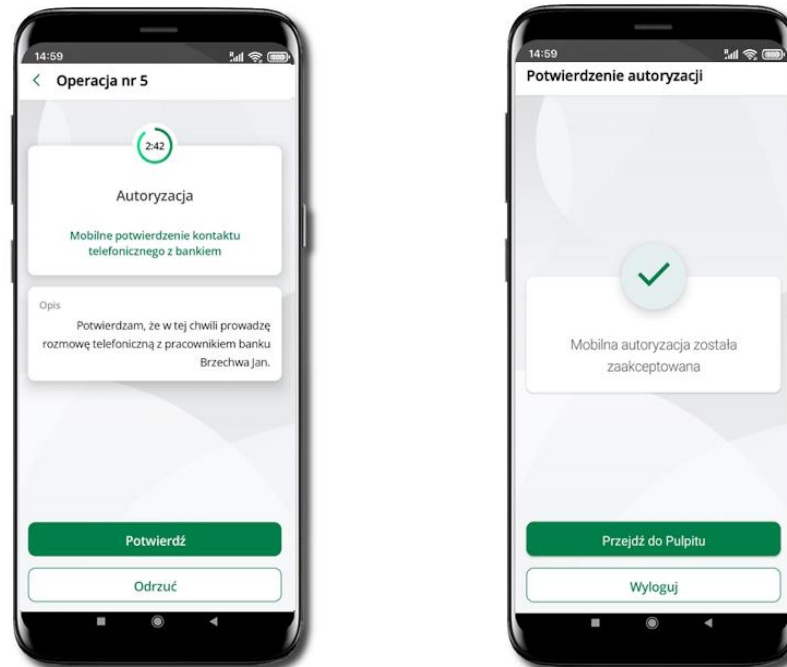 14:59
Operacja nr 5
2:42
Autoryzacja
Mobilne potwierdzenie kontaktu
telefonicznego z bankiem
Opis
Potwierdzam, że w tej chwili prowadzę
rozmowę telefoniczną z pracownikiem banku
Brzechwa Jan.
Potwierdź
Odrzuć
14:59
Potwierdzenie autoryzacji
Mobilna autoryzacja została
zaakceptowana
Przejdź do Pulpitu
Wyloguj